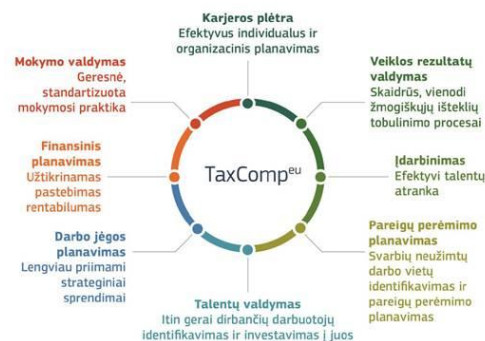 Karjeros plėtra
Efektyvus individualus ir
organizacinis planavimas
Veiklos rezultatų
valdymas
Skaidrūs, vienodi
žmogiškųjų išteklių
tobulinimo procesai
Įdarbinimas
Efektyvi talentų
atranka
Pareigų perėmimo
planavimas
Svarbių neužimtų
darbo vietų
identifikavimas ir
pareigų perėmimo
planavimas
Talentų valdymas
Itin gerai dirbančių darbuotojų
identifikavimas ir investavimas į juos
Darbo jėgos
planavimas
Lengviau priimami
strateginiai
sprendimai
Finansinis
planavimas
Užtikrinamas
pastebimas
rentabilumas
Mokymo valdymas
Geresnė,
standartizuota
mokymosi praktika
TaxCompeu